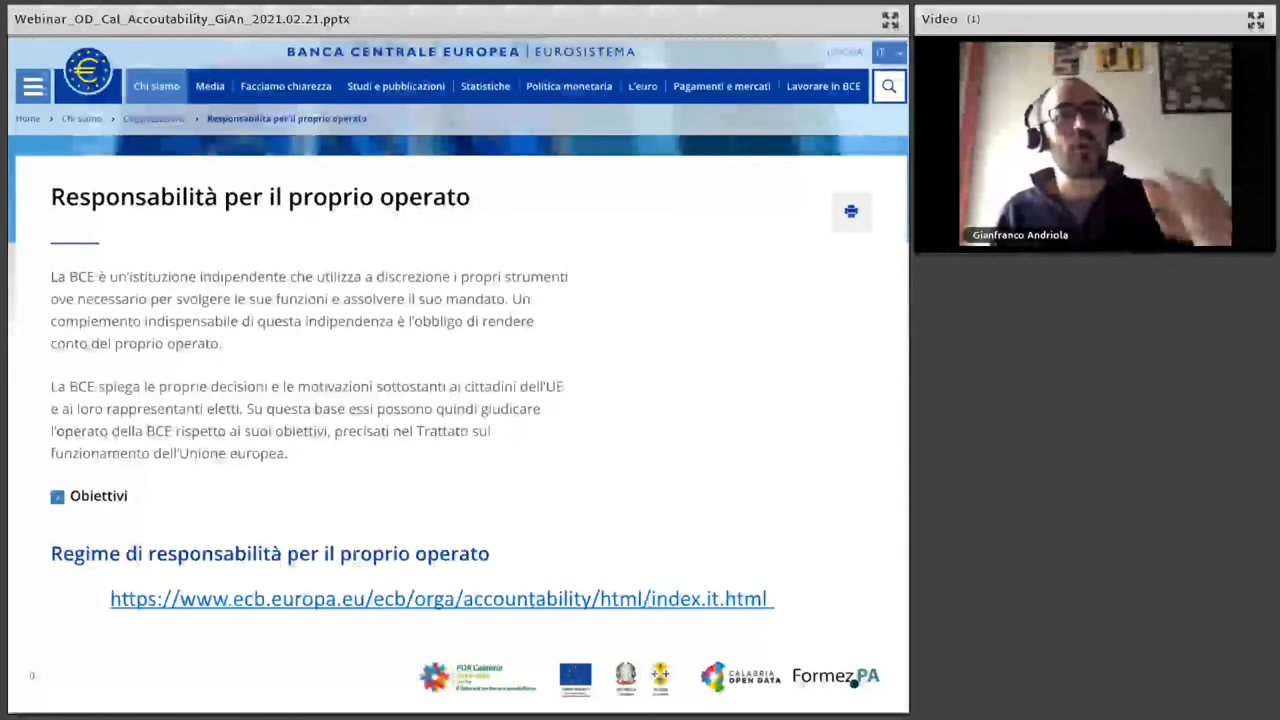 Webinar_OD_Cal_Accoutability_GiAn_2021.02.21.pptx
Video (1)
BANCA CENTRALE EUROPEA | EUROSISTEMA
LINGUA IT
Chi siamo Media Facciamo chiarezza Studi e pubblicazioni Statistiche Politica monetaria L'euro Pagamenti e mercati Lavorare in BCE
Home › Chi siamo › Organizzazione › Responsabilità per il proprio operato
Gianfranco Andriola
Responsabilità per il proprio operato
La BCE è un'istituzione indipendente che utilizza a discrezione i propri strumenti
ove necessario per svolgere le sue funzioni e assolvere il suo mandato. Un
complemento indispensabile di questa indipendenza è l'obbligo di rendere
conto del proprio operato.
La BCE spiega le proprie decisioni e le motivazioni sottostanti ai cittadini dell'UE
e ai loro rappresentanti eletti. Su questa base essi possono quindi giudicare
l'operato della BCE rispetto ai suoi obiettivi, precisati nel Trattato sul
funzionamento dell'Unione europea.
Obiettivi
Regime di responsabilità per il proprio operato
https://www.ecb.europa.eu/ecb/orga/accountability/html/index.it.html
0
POR Calabria
CALABRIA
OPEN DATA
Formez PA